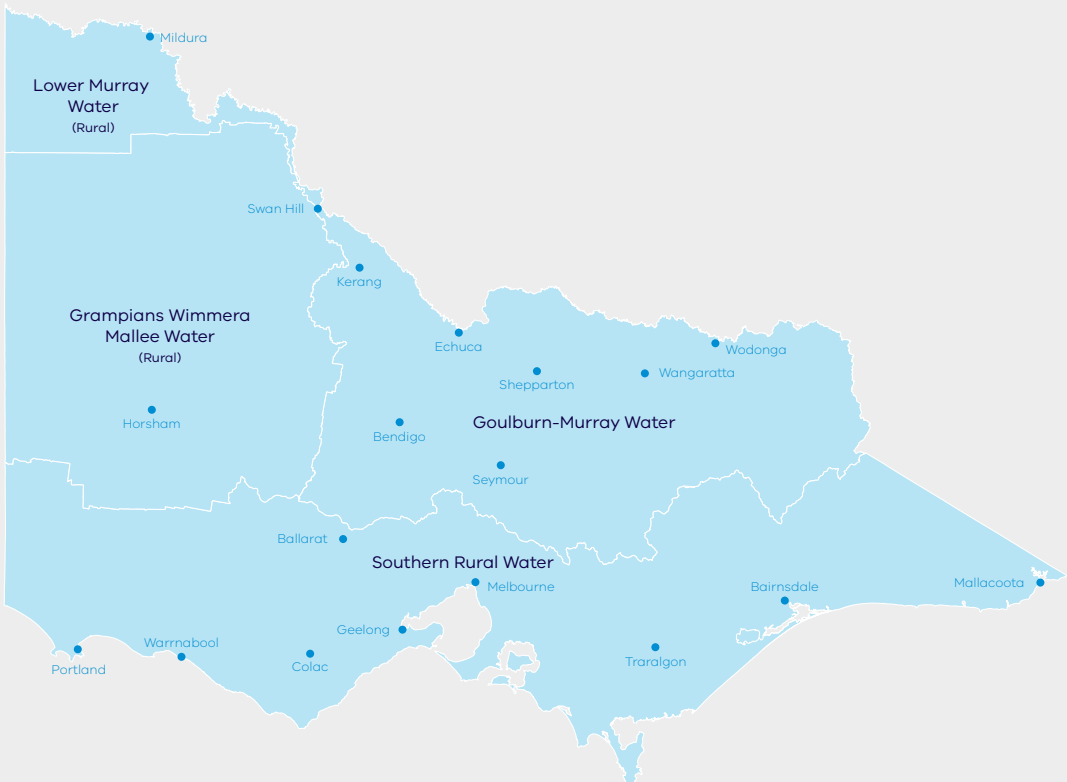 Mildura
Lower Murray
Water
(Rural)
Swan Hill
Kerang
Grampians Wimmera
Mallee Water
(Rural)
Echuca
Wodonga
Wangaratta
Shepparton
Horsham
Goulburn-Murray Water
Bendigo
Seymour
Ballarat
Southern Rural Water
Melbourne
Mallacoota
Bairnsdale
Geelong
Warrnabool
Portland
Colac
Traralgon